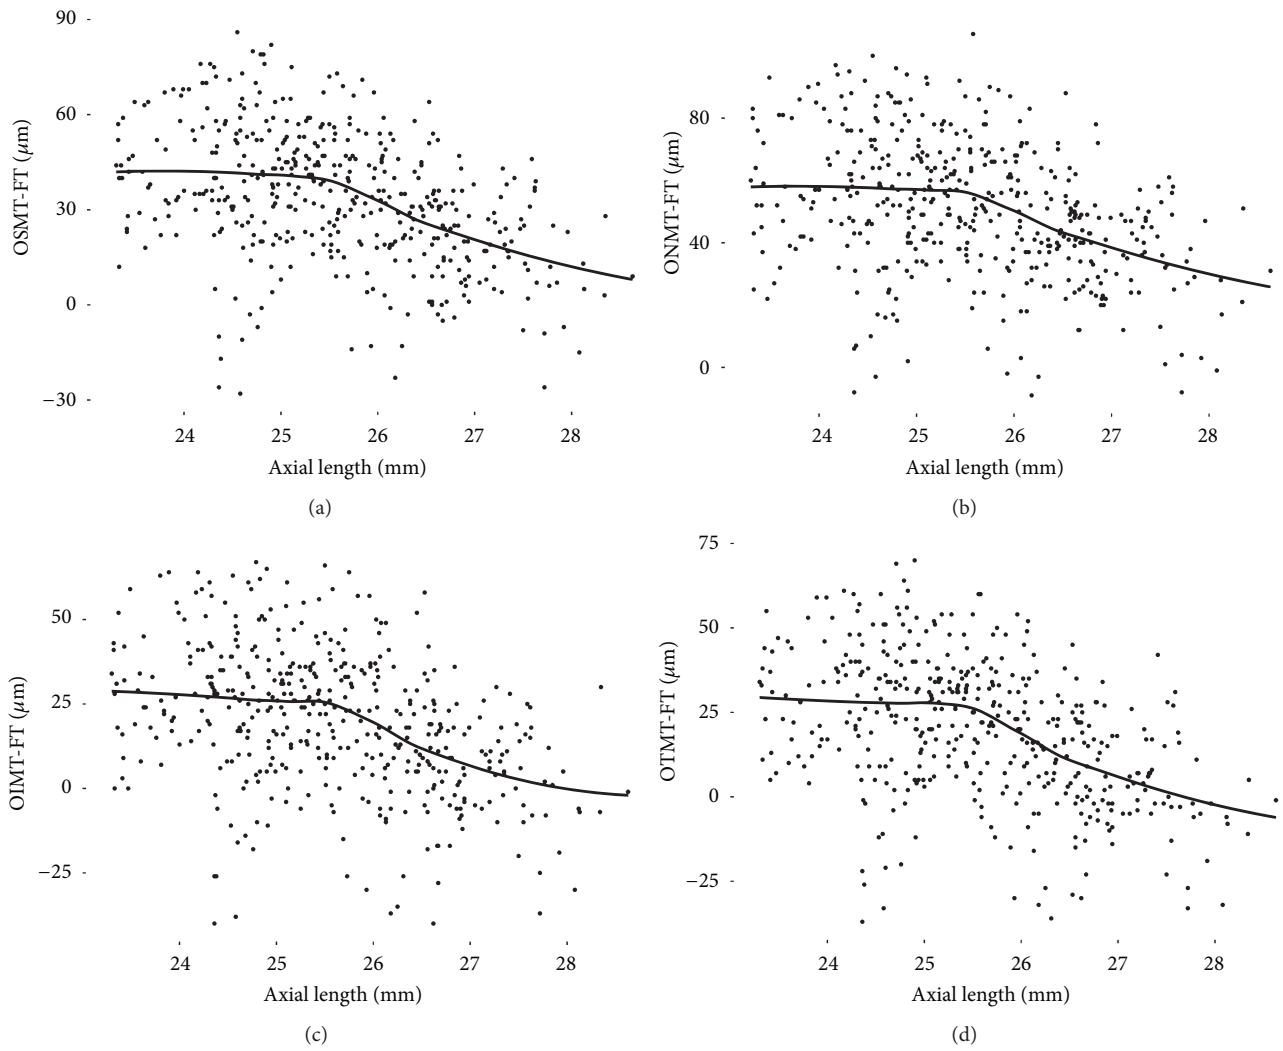 90
60
30
0
−30
OSMT-FT (μm)
24 25 26 27 28
Axial length (mm)
(a)
80
40
0
ONMT-FT (μm)
24 25 26 27 28
Axial length (mm)
(b)
50
25
0
−25
OIMT-FT (μm)
24 25 26 27 28
Axial length (mm)
(c)
75
50
25
0
−25
OTMT-FT (μm)
24 25 26 27 28
Axial length (mm)
(d)